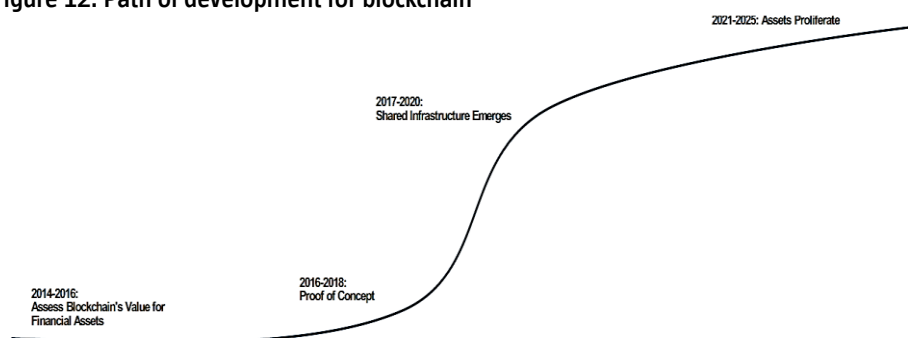 igure 12: Path of development for blockchain
2021-2025: Assets Proliferate
2017-2020:
Shared Infrastructure Emerges
2016-2018:
Proof of Concept
2014-2016:
Assess Blockchain's Value for
Financial Assets